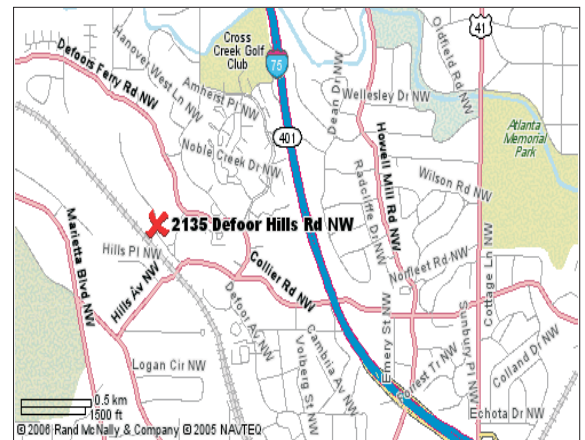 Cross
Creek Golf
Club
75
41
Oldfield Rd NW
Defoors Ferry Rd NW
Hanover West Ln NW
Amherst Pl NW
Dean Dr NW
Wellesley Dr NW
401
Atlanta
Memorial
Park
Noble Creek Dr NW
Howell Mill Rd NW
Radcliffe Dr NW
Wilson Rd NW
2135 Defoor Hills Rd NW
Marietta Blvd NW
Hills Pl NW
Hills Av NW
Collier Rd NW
Norfleet Rd NW
Cottage Ln NW
Defoor Av NW
Emery St NW
Sunbury Pl NW
Cambria Av NW
Volberg St NW
Logan Cir NW
Forrest Tr NW
Colland Dr NW
Echota Dr NW
0.5 km
1500 ft
© 2006 Rand McNally & Company © 2005 NAVTEQ